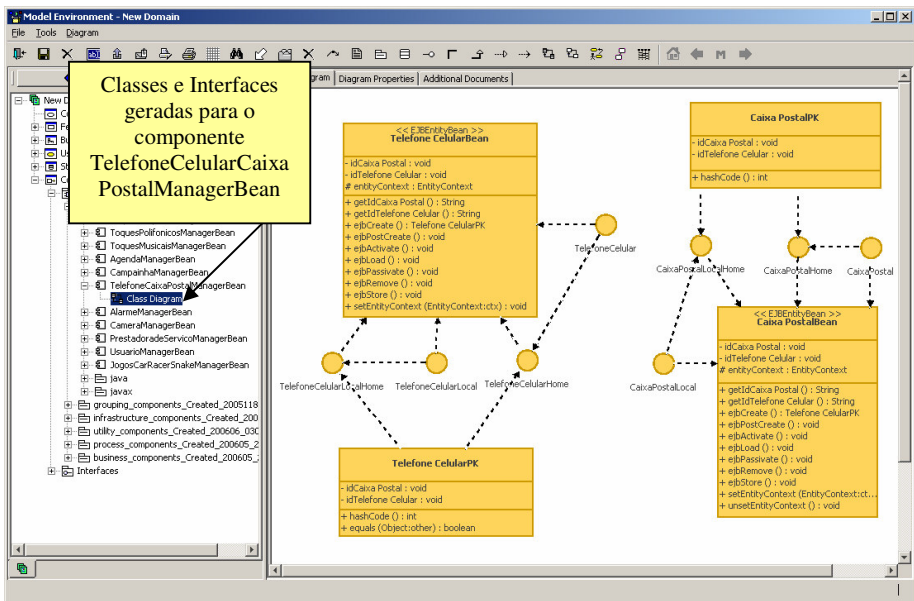 Model Environment - New Domain
File Tools Diagram
Diagram Properties
Additional Documents
Classes e Interfaces
geradas para o
componente
TelefoneCelularCaixa
PostalManagerBean
New D
ToquesPolifonicosManagerBean
ToquesMusicaisManagerBean
AgendaManagerBean
CampainhaManagerBean
TelefoneCaixaPostalManagerBean
Class Diagram
AlarmeManagerBean
CameraManagerBean
PrestadoradeServicoManagerBean
UsuarioManagerBean
JogosCarRacerSnakeManagerBean
java
javax
grouping_components_Created_2005118
infrastructure_components_Created_200
utility_components_Created_200606_030
process_components_Created_200605_2
business_components_Created_200605_
Interfaces
<< EJBEntityBean >>
Telefone CelularBean
- idCaixa Postal : void
- idTelefone Celular : void
# entityContext : EntityContext
+ getIdCaixa Postal () : String
+ getIdTelefone Celular () : String
+ ejbCreate () : Telefone CelularPK
+ ejbPostCreate () : void
+ ejbActivate () : void
+ ejbLoad () : void
+ ejbPassivate () : void
+ ejbRemove () : void
+ ejbStore () : void
+ setEntityContext (EntityContext:ctx) : void
TelefoneCelular
TelefoneCelularLocalHome
TelefoneCelularLocal
TelefoneCelularHome
Telefone CelularPK
- idCaixa Postal : void
- idTelefone Celular : void
+ hashCode () : int
+ equals (Object:other) : boolean
Caixa PostalPK
- idCaixa Postal : void
- idTelefone Celular : void
+ hashCode () : int
CaixaPostalLocalHome
CaixaPostalHome
CaixaPostal
CaixaPostalLocal
<< EJBEntityBean >>
Caixa PostalBean
- idCaixa Postal : void
- idTelefone Celular : void
# entityContext : EntityContext
+ getIdCaixa Postal () : String
+ getIdTelefone Celular () : String
+ ejbCreate () : Telefone CelularPK
+ ejbPostCreate () : void
+ ejbActivate () : void
+ ejbLoad () : void
+ ejbPassivate () : void
+ ejbRemove () : void
+ ejbStore () : void
+ setEntityContext (EntityContext:ct...
+ unsetEntityContext () : void